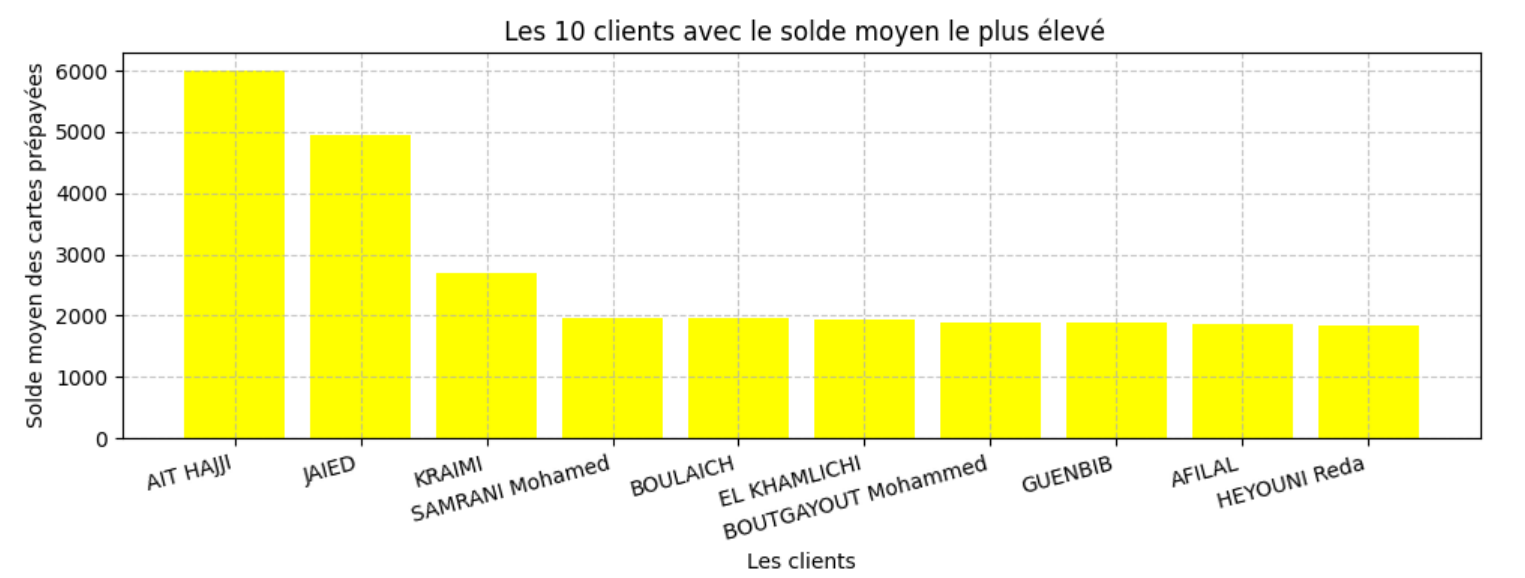 Les 10 clients avec le solde moyen le plus élevé
Solde moyen des cartes prépayées
6000
5000
4000
3000
2000
1000
0
AIT HAJJI
JAIED
KRAIMI
SAMRANI Mohamed
BOULAICH
EL KHAMLICHI
BOUTGAYOUT Mohammed
GUENBIB
AFILAL
HEYOUNI Reda
Les clients